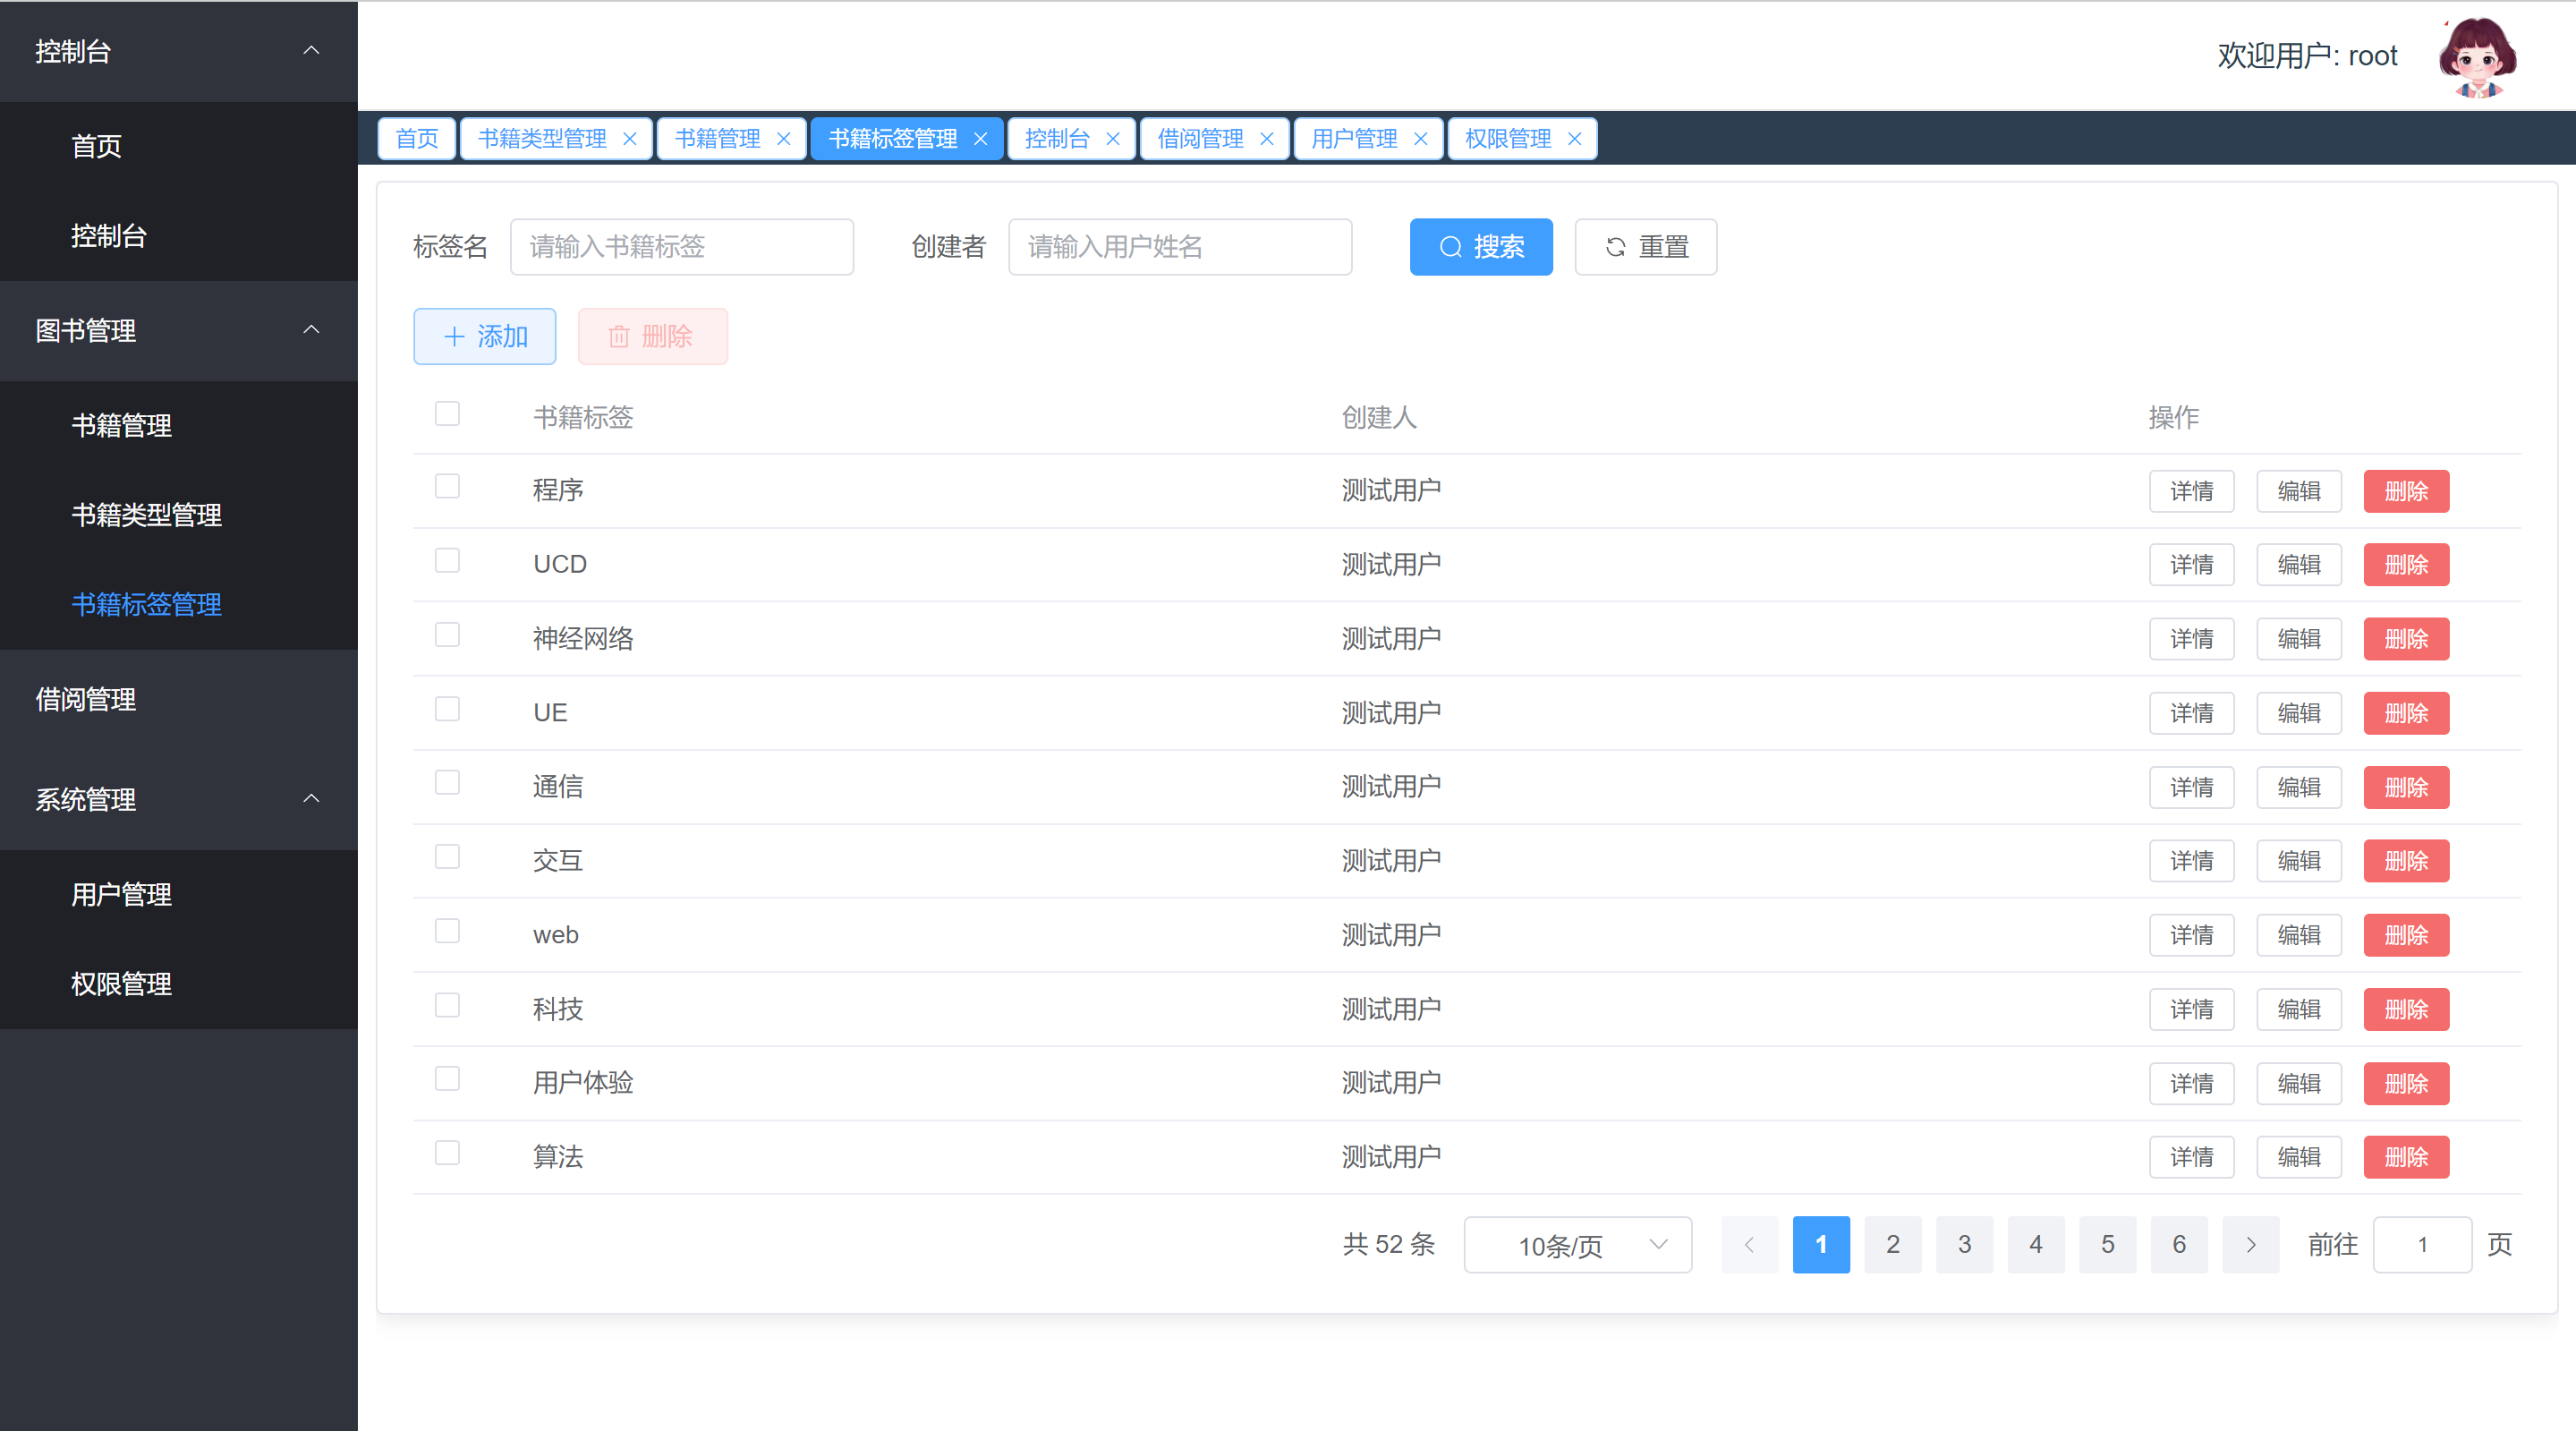 控制台
首页
控制台
图书管理
书籍管理
书籍类型管理
书籍标签管理
借阅管理
系统管理
用户管理
权限管理
欢迎用户: root
首页 书籍类型管理 书籍管理 书籍标签管理 控制台 借阅管理 用户管理 权限管理
标签名 请输入书籍标签 创建者 请输入用户姓名 搜索 重置
添加 删除
书籍标签 创建人 操作
程序 测试用户 详情 编辑 删除
UCD 测试用户 详情 编辑 删除
神经网络 测试用户 详情 编辑 删除
UE 测试用户 详情 编辑 删除
通信 测试用户 详情 编辑 删除
交互 测试用户 详情 编辑 删除
web 测试用户 详情 编辑 删除
科技 测试用户 详情 编辑 删除
用户体验 测试用户 详情 编辑 删除
算法 测试用户 详情 编辑 删除
共 52 条 10条/页 1 2 3 4 5 6 前往 1 页